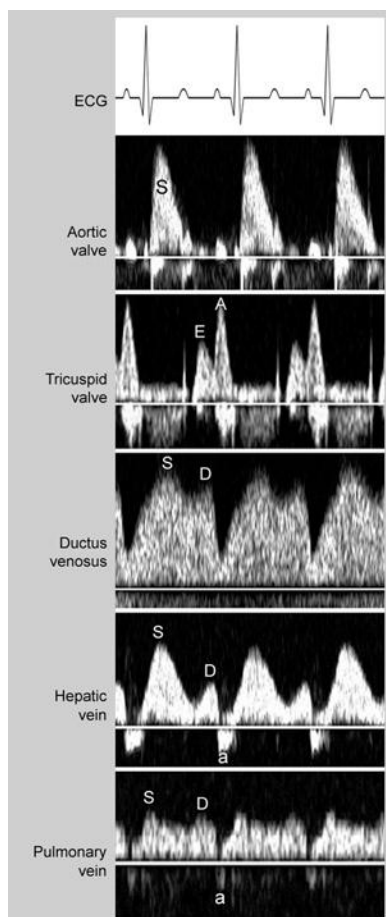 ECG
S
Aortic
valve
A
E
Tricuspid
valve
S
D
Ductus
venosus
S
D
Hepatic
vein
a
S D
Pulmonary
vein
a